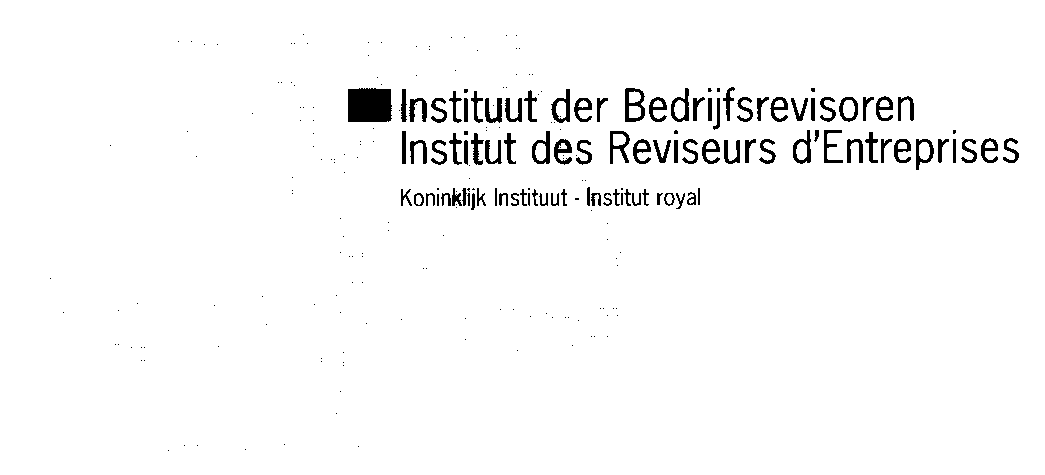 Instituut der Bedrijfsrevisoren
Institut des Reviseurs d'Entreprises
Koninklijk Instituut - Institut royal